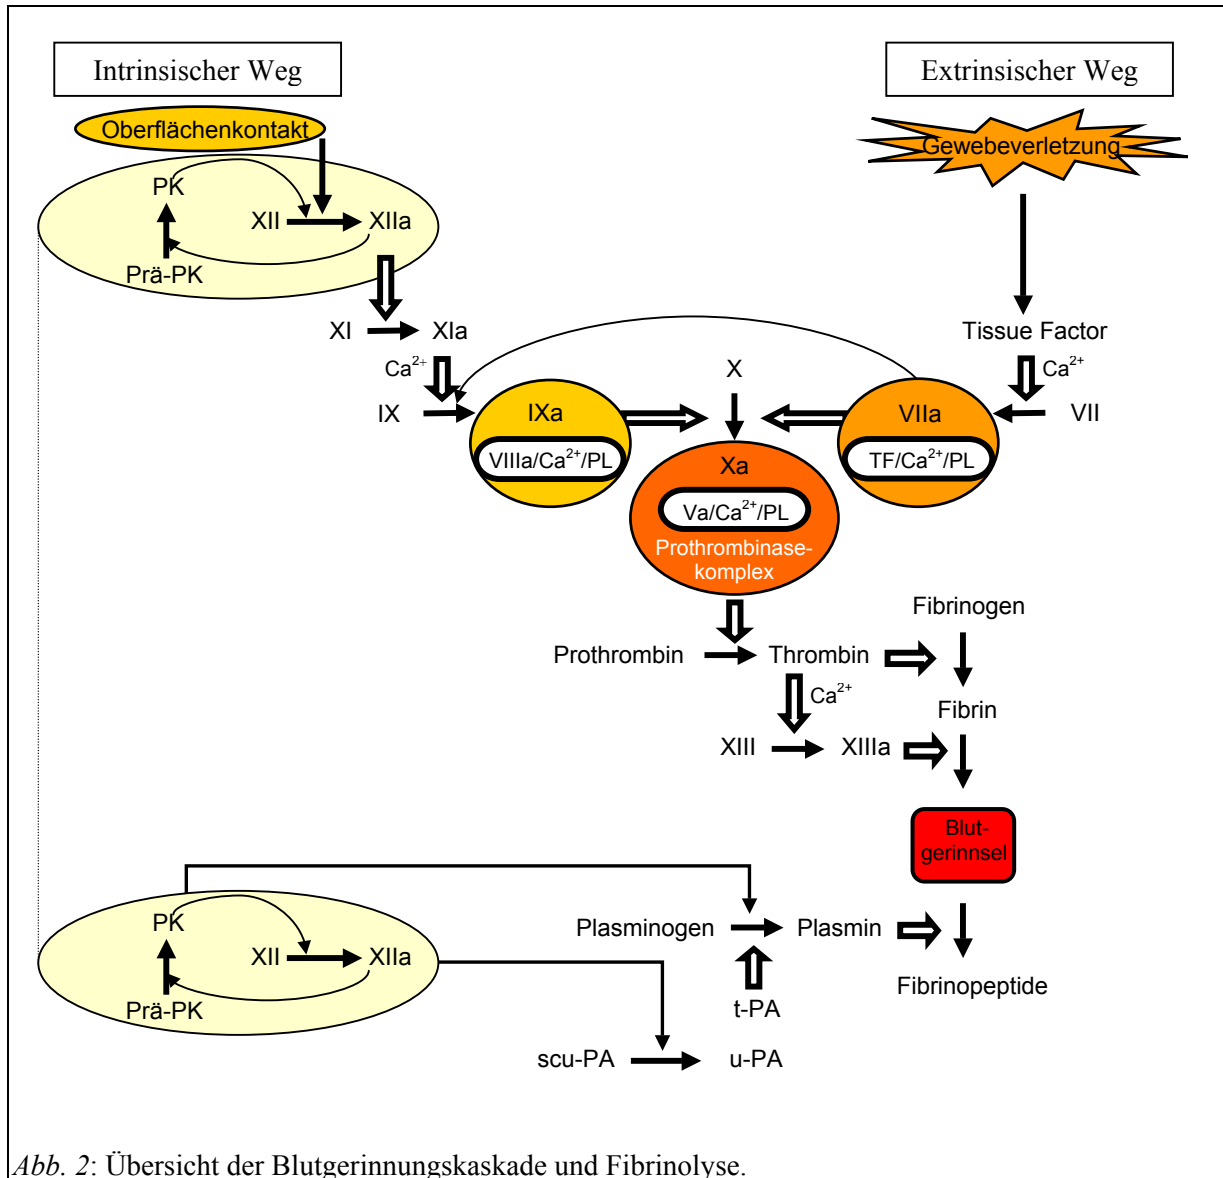 Intrinsischer Weg
Extrinsischer Weg
Oberflächenkontakt
Gewebeverletzung
PK
XII
XIIa
Prä-PK
XI
XIa
Tissue Factor
Ca²⁺
Ca²⁺
X
IX
IXa
VIIa
VII
VIIIa/Ca²⁺/PL
TF/Ca²⁺/PL
Xa
Va/Ca²⁺/PL
Prothrombinase-
komplex
Fibrinogen
Prothrombin
Thrombin
Ca²⁺
Fibrin
XIII
XIIIa
Blut-
gerinnsel
PK
XII
XIIa
Prä-PK
Plasminogen
Plasmin
Fibrinopeptide
t-PA
scu-PA
u-PA
Abb. 2: Übersicht der Blutgerinnungskaskade und Fibrinolyse.